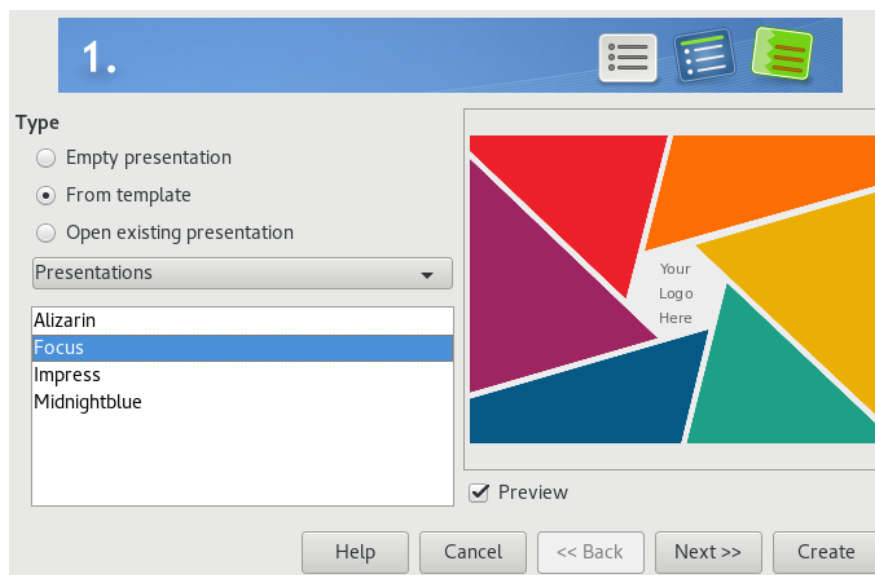 1.
Type
Empty presentation
From template
Open existing presentation
Presentations
Alizarin
Focus
Impress
Midnightblue
Your
Logo
Here
Preview
Help Cancel << Back Next >> Create